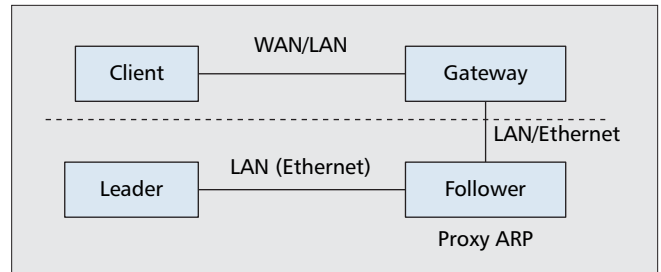 WAN/LAN
Client
Gateway
LAN/Ethernet
LAN (Ethernet)
Leader
Follower
Proxy ARP